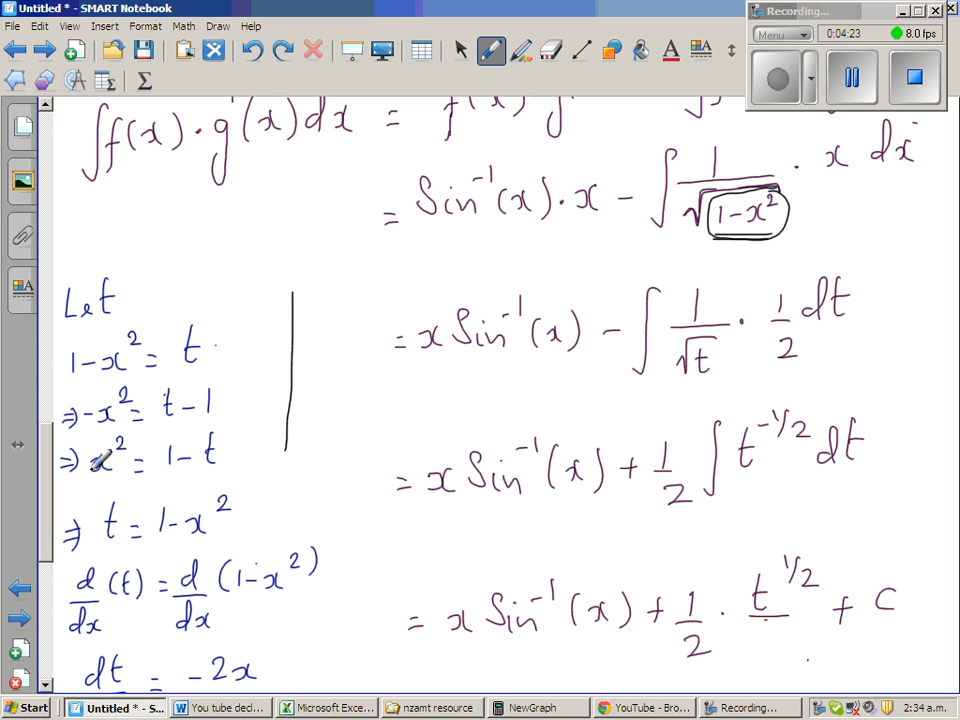 Untitled * - SMART Notebook
Recording...
File Edit View Insert Format Math Draw Help
Menu 00:04:23 8.0 fps
∫f(x)·g'(x)dx = f(x) g
= Sin⁻¹(x)·x − ∫ 1/√(1−x²) · x dx
Let
1−x² = t
= x Sin⁻¹(x) − ∫ 1/√t · 1/2 dt
⇒ −x² = t−1
⇒ x² = 1−t
= x Sin⁻¹(x) + 1/2 ∫ t^(−1/2) dt
⇒ t = 1−x²
d/dx (t) = d/dx (1−x²)
= x Sin⁻¹(x) + 1/2 · t^(1/2) + C
dt = −2x
Start Untitled * - S... You tube decl... Microsoft Exce... nzamt resource NewGraph YouTube - Bro... Recording... 2:34 a.m.